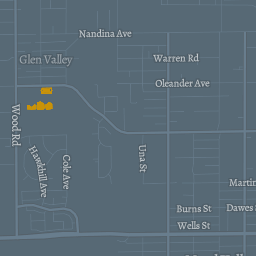 Nandina Ave
Glen Valley
Warren Rd
Oleander Ave
Wood Rd
Hawkhill Ave
Cole Ave
Una St
Martin
Burns St
Dawes S
Wells St